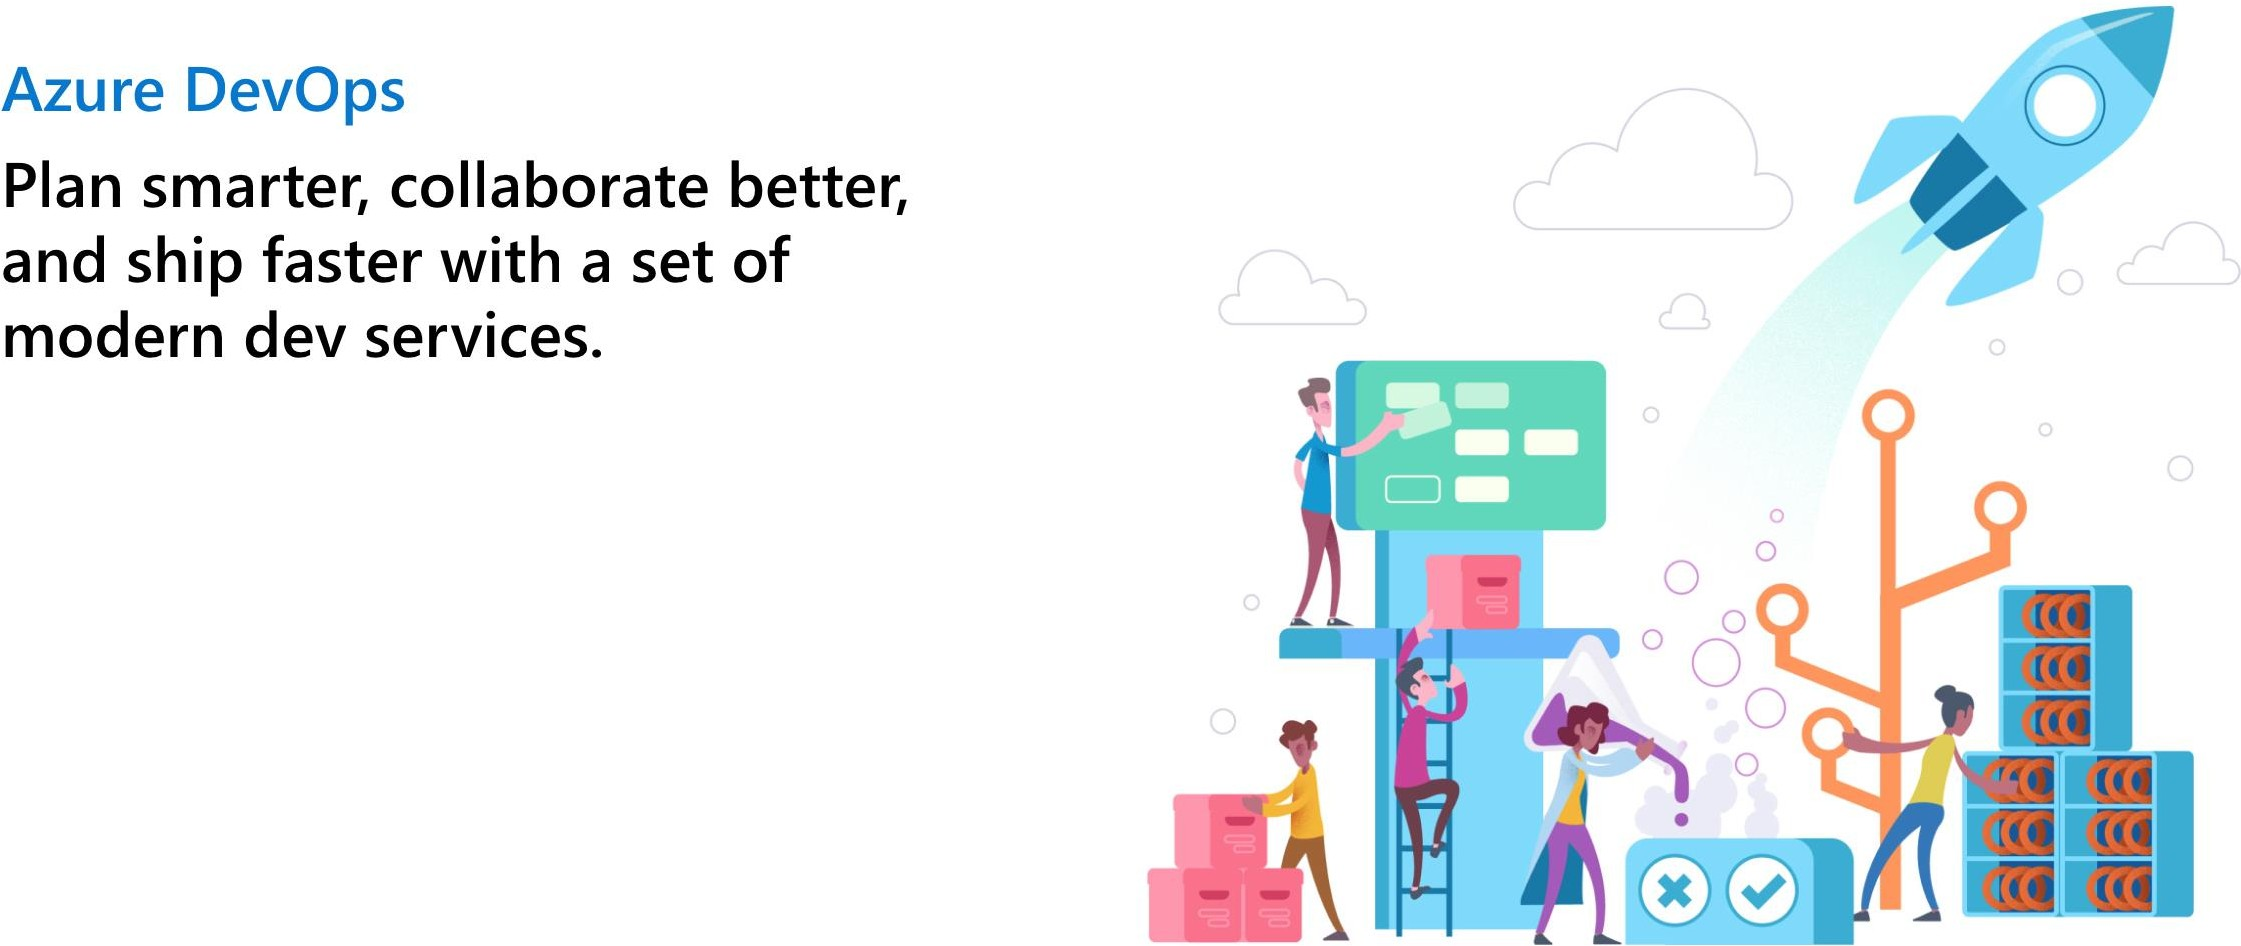 Azure DevOps
Plan smarter, collaborate better,
and ship faster with a set of
modern dev services.